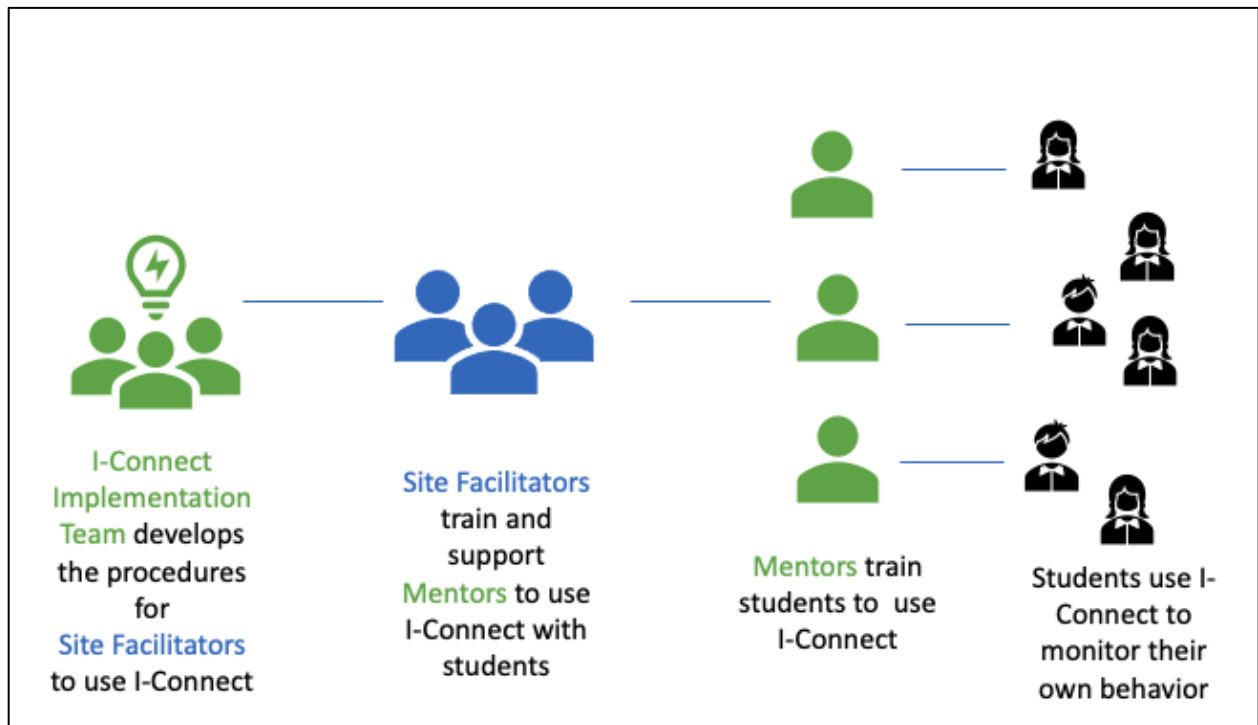 I-Connect
Implementation
Team develops
the procedures
for
Site Facilitators
to use I-Connect
Site Facilitators
train and
support
Mentors to use
I-Connect with
students
Mentors train
students to use
I-Connect
Students use I-
Connect to
monitor their
own behavior